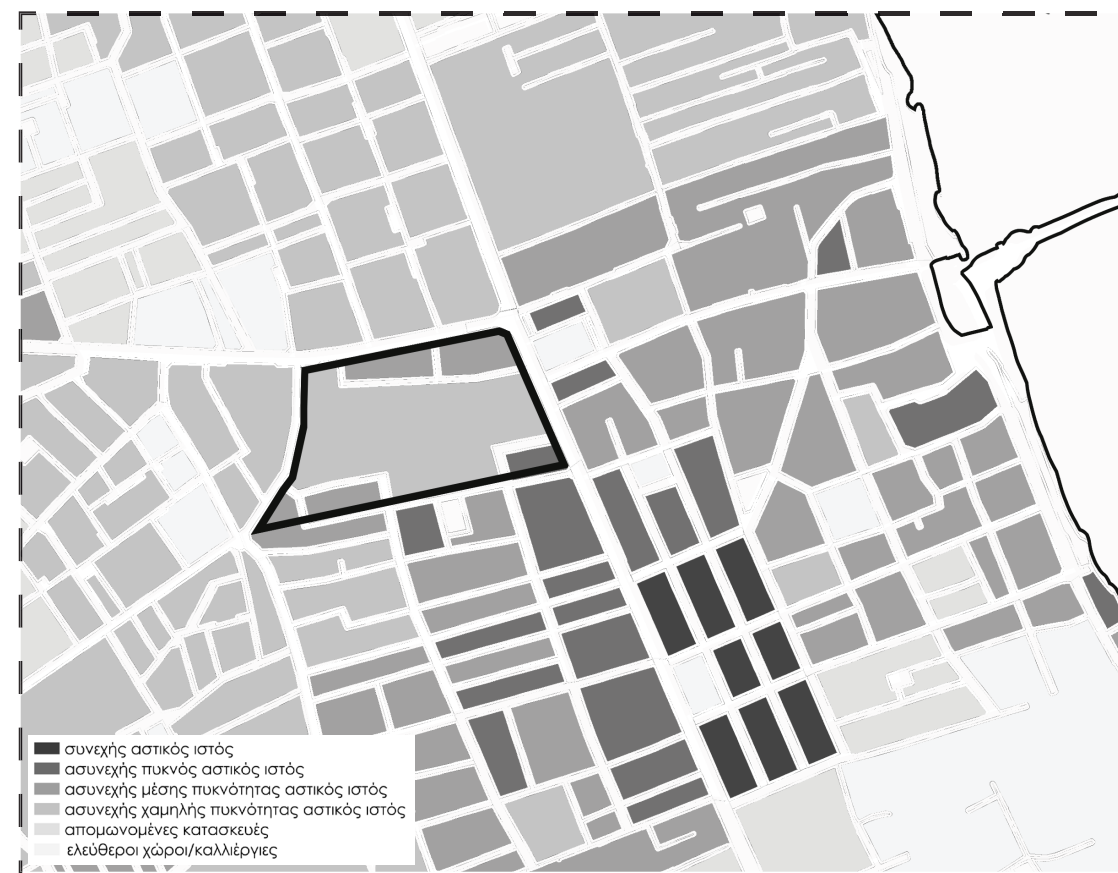 συνεχής αστικός ιστός
ασυνεχής πυκνός αστικός ιστός
ασυνεχής μέσης πυκνότητας αστικός ιστός
ασυνεχής χαμηλής πυκνότητας αστικός ιστός
απομωνομένες κατασκευές
ελεύθεροι χώροι/καλλιέργιες